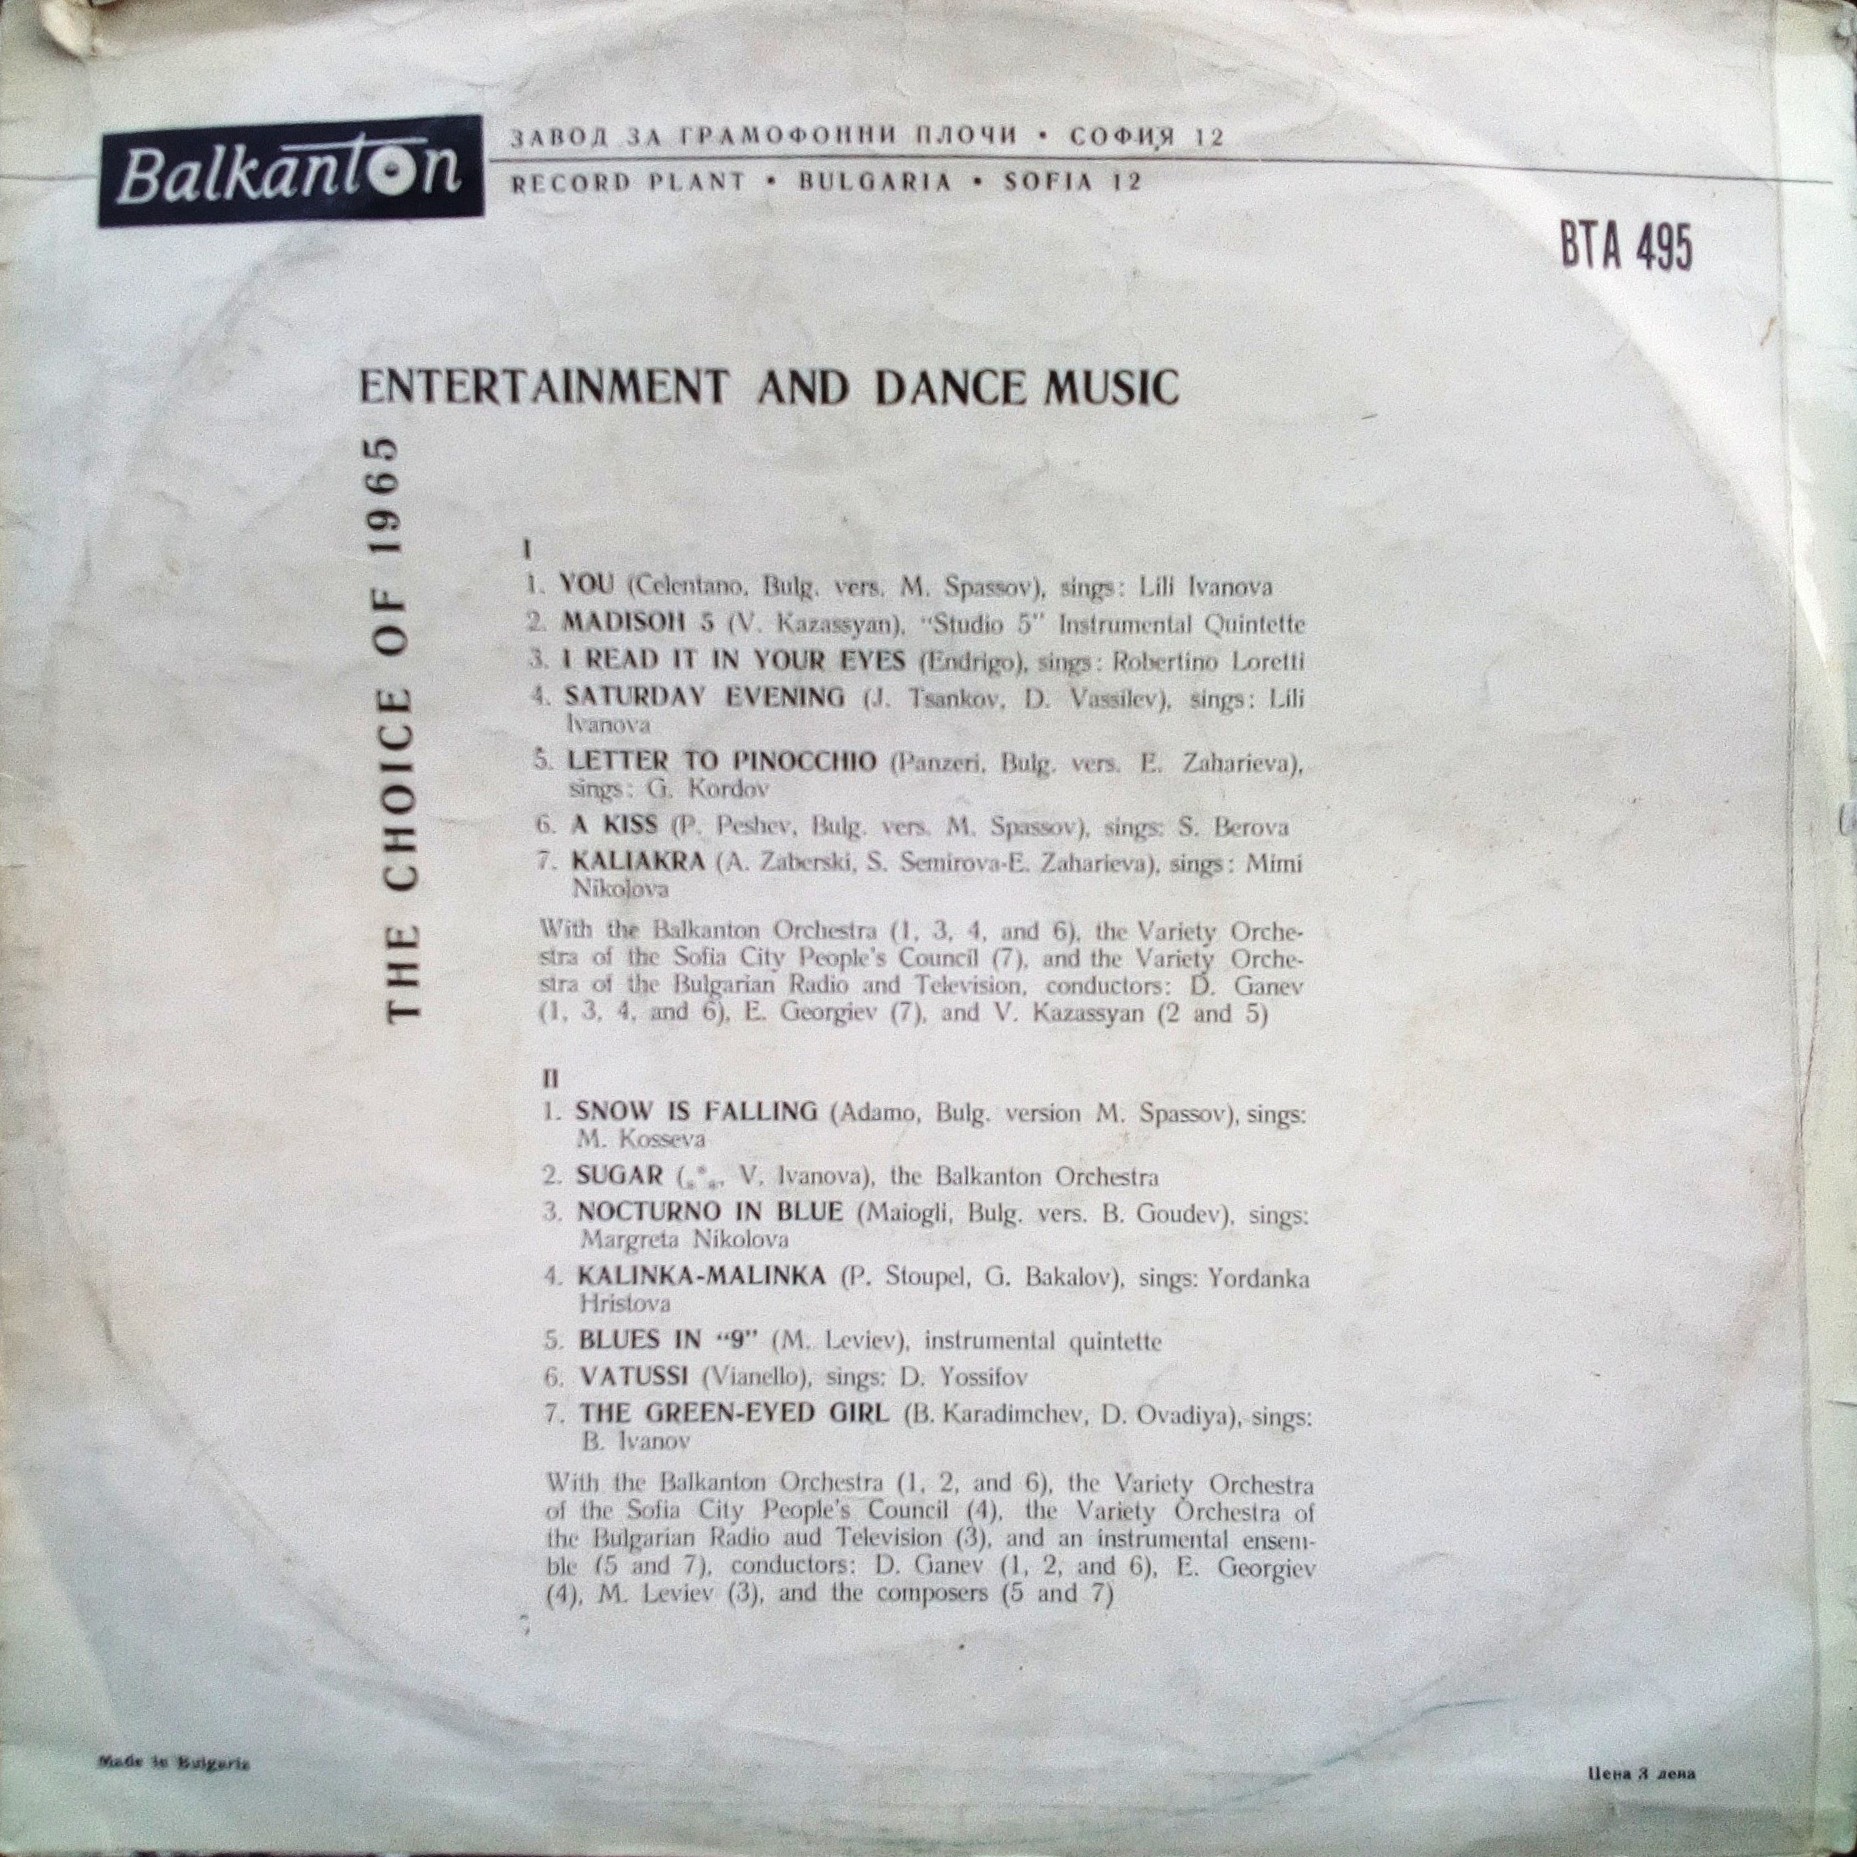 Balkanton
ЗАВОД ЗА ГРАМОФОННИ ПЛОЧИ • СОФИЯ 12
RECORD PLANT • BULGARIA • SOFIA 12
BTA 495
ENTERTAINMENT AND DANCE MUSIC
THE CHOICE OF 1965
I
1. YOU (Celentano, Bulg. vers. M. Spassov), sings: Lili Ivanova
2. MADISOH 5 (V. Kazassyan), “Studio 5” Instrumental Quintette
3. I READ IT IN YOUR EYES (Endrigo), sings: Robertino Loretti
4. SATURDAY EVENING (J. Tsankov, D. Vassilev), sings: Lili
Ivanova
5. LETTER TO PINOCCHIO (Panzeri, Bulg. vers. E. Zaharieva),
sings: G. Kordov
6. A KISS (P. Peshev, Bulg. vers. M. Spassov), sings: S. Berova
7. KALIAKRA (A. Zaberski, S. Semirova-E. Zaharieva), sings: Mimi
Nikolova
With the Balkanton Orchestra (1, 3, 4, and 6), the Variety Orche-
stra of the Sofia City People's Council (7), and the Variety Orche-
stra of the Bulgarian Radio and Television, conductors: D. Ganev
(1, 3, 4, and 6), E. Georgiev (7), and V. Kazassyan (2 and 5)
II
1. SNOW IS FALLING (Adamo, Bulg. version M. Spassov), sings:
M. Kosseva
2. SUGAR (***, V. Ivanova), the Balkanton Orchestra
3. NOCTURNO IN BLUE (Maiogli, Bulg. vers. B. Goudev), sings:
Margreta Nikolova
4. KALINKA-MALINKA (P. Stoupel, G. Bakalov), sings: Yordanka
Hristova
5. BLUES IN “9” (M. Leviev), instrumental quintette
6. VATUSSI (Vianello), sings: D. Yossifov
7. THE GREEN-EYED GIRL (B. Karadimchev, D. Ovadiya), sings:
B. Ivanov
With the Balkanton Orchestra (1, 2, and 6), the Variety Orchestra
of the Sofia City People's Council (4), the Variety Orchestra of
the Bulgarian Radio aud Television (3), and an instrumental ensem-
ble (5 and 7), conductors: D. Ganev (1, 2, and 6), E. Georgiev
(4), M. Leviev (3), and the composers (5 and 7)
Made in Bulgaria
Цена 3 лева